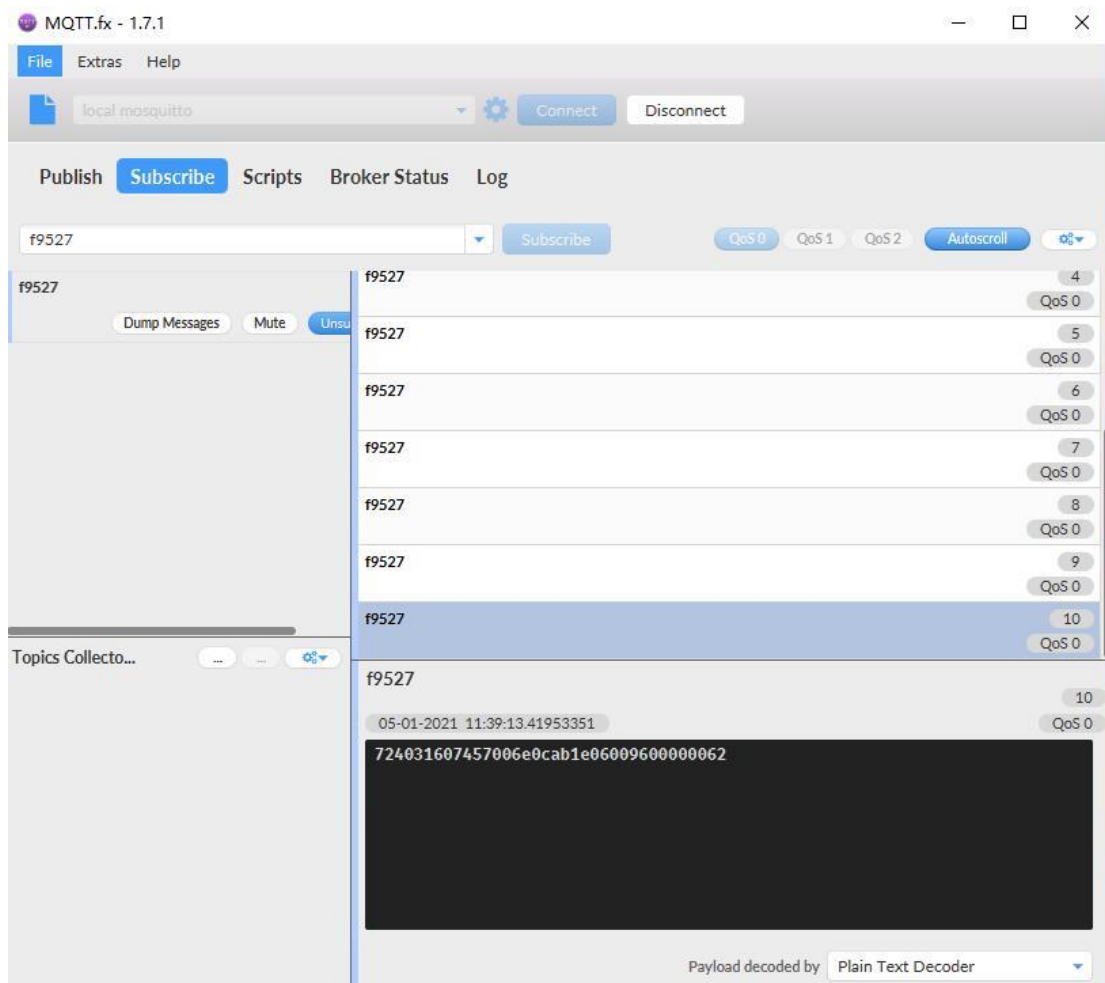 MQTT.fx - 1.7.1
File Extras Help
local mosquitto Connect Disconnect
Publish Subscribe Scripts Broker Status Log
f9527 Subscribe QoS 0 QoS 1 QoS 2 Autoscroll
f9527
Dump Messages Mute Unsu
f9527 4
QoS 0
f9527 5
QoS 0
f9527 6
QoS 0
f9527 7
QoS 0
f9527 8
QoS 0
f9527 9
QoS 0
f9527 10
QoS 0
Topics Collecto... ... ...
f9527
10
05-01-2021 11:39:13.41953351 QoS 0
724031607457006e0cab1e06009600000062
Payload decoded by Plain Text Decoder